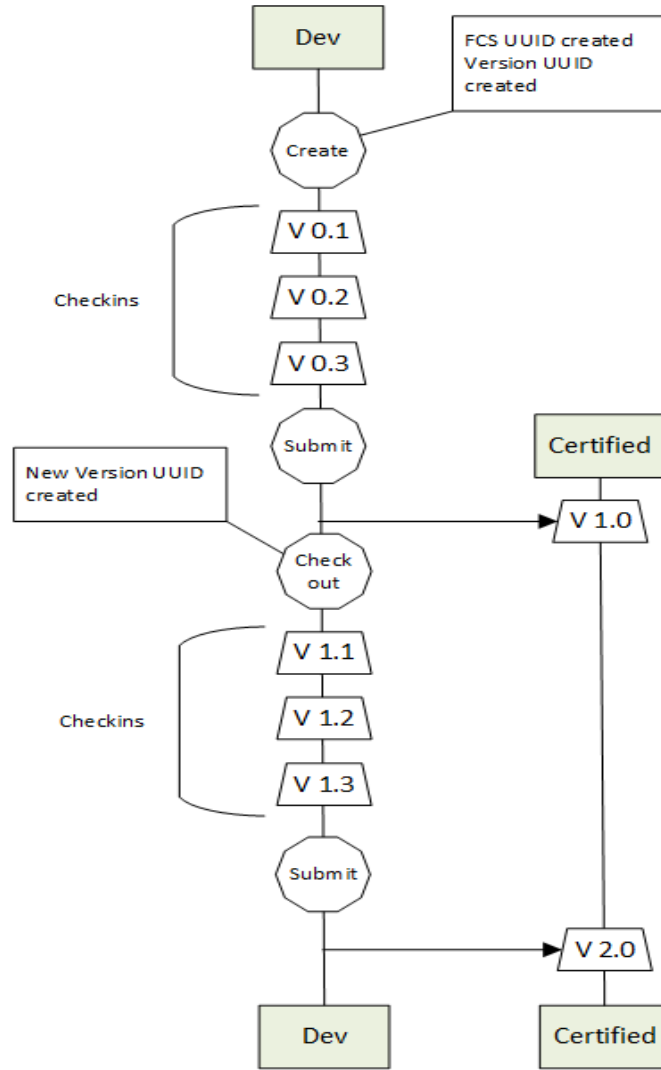 Dev
FCS UUID created
Version UUID
created
Create
V 0.1
Checkins
V 0.2
V 0.3
Submit
Certified
New Version UUID
created
V 1.0
Check
out
V 1.1
Checkins
V 1.2
V 1.3
Submit
V 2.0
Dev
Certified